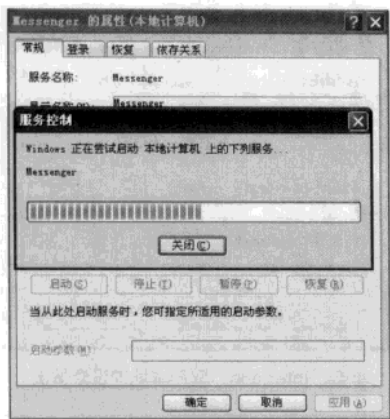 Messenger 的属性(本地计算机)
常规 登录 恢复 依存关系
服务名称: Messenger
Messenger
服务控制
Windows 正在尝试启动 本地计算机 上的下列服务...
Messenger
关闭(C)
启动(S) 停止(T) 暂停(P) 恢复(R)
当从此处启动服务时,您可指定所适用的启动参数。
启动参数(M):
确定 取消 应用(A)